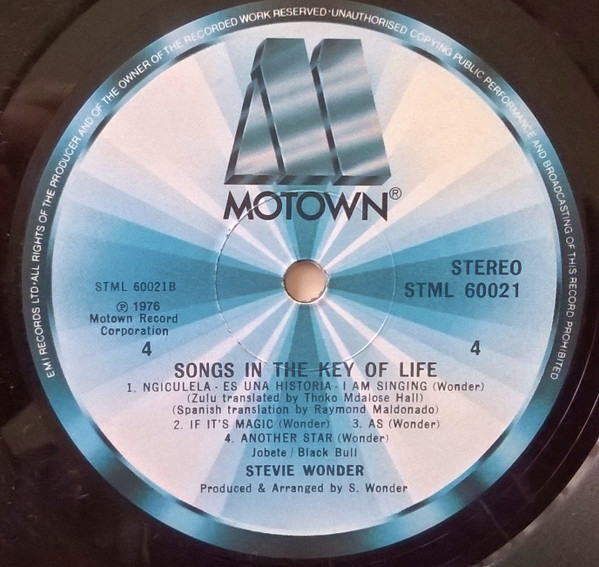 EMI RECORDS LTD·ALL RIGHTS OF THE PRODUCER AND OF THE OWNER OF THE RECORDED WORK RESERVED·UNAUTHORISED COPYING PUBLIC PERFORMANCE AND BROADCASTING OF THIS RECORD PROHIBITED
MOTOWN®
STEREO
STML 60021
STML 60021B
℗ 1976
Motown Record
Corporation
4
4
SONGS IN THE KEY OF LIFE
1. NGICULELA - ES UNA HISTORIA - I AM SINGING (Wonder)
(Zulu translated by Thoko Mdalose Hall)
(Spanish translation by Raymond Maldonado)
2. IF IT'S MAGIC (Wonder) 3. AS (Wonder)
4. ANOTHER STAR (Wonder)
Jobete/Black Bull
STEVIE WONDER
Produced & Arranged by S. Wonder